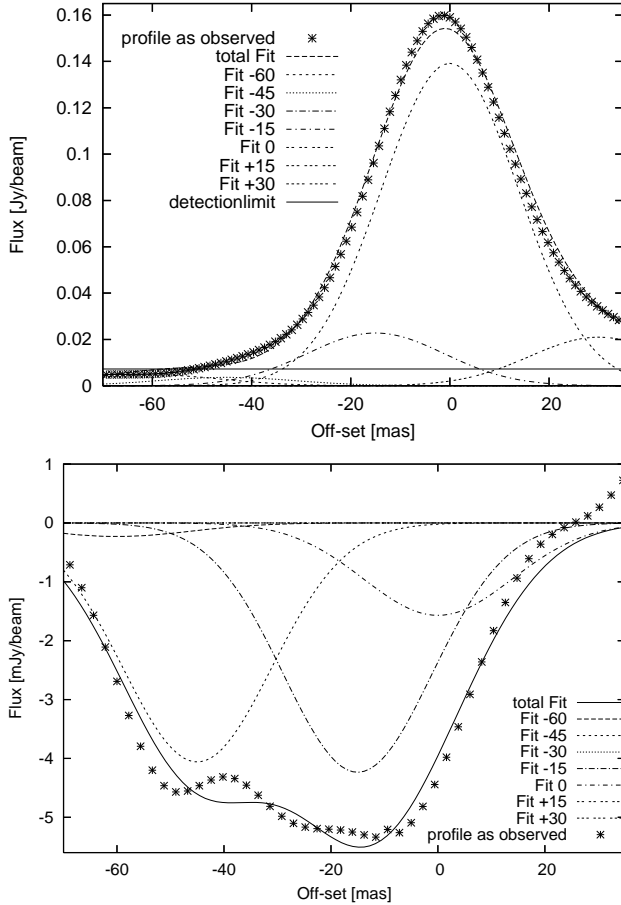 0.16
0.14
0.12
0.1
0.08
0.06
0.04
0.02
0
Flux [Jy/beam]
profile as observed
total Fit
Fit -60
Fit -45
Fit -30
Fit -15
Fit 0
Fit +15
Fit +30
detectionlimit
-60 -40 -20 0 20
Off-set [mas]
1
0
-1
-2
-3
-4
-5
Flux [mJy/beam]
total Fit
Fit -60
Fit -45
Fit -30
Fit -15
Fit 0
Fit +15
Fit +30
profile as observed
-60 -40 -20 0 20
Off-set [mas]